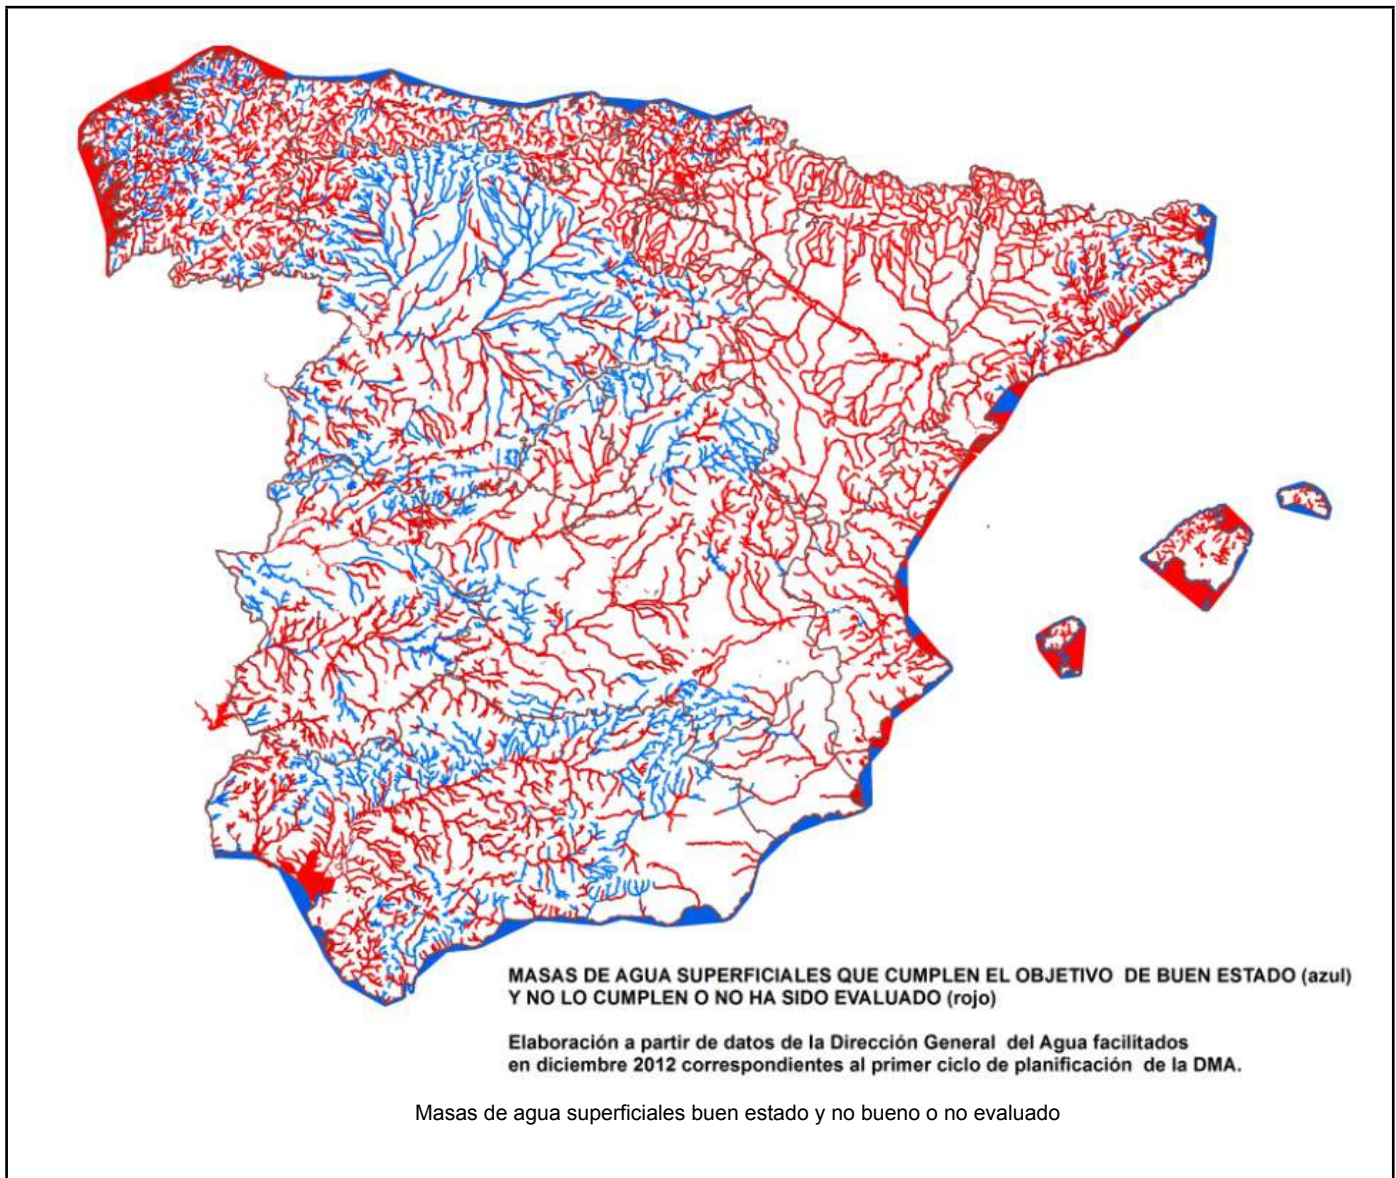 MASAS DE AGUA SUPERFICIALES QUE CUMPLEN EL OBJETIVO DE BUEN ESTADO (azul)
Y NO LO CUMPLEN O NO HA SIDO EVALUADO (rojo)
Elaboración a partir de datos de la Dirección General del Agua facilitados
en diciembre 2012 correspondientes al primer ciclo de planificación de la DMA.
Masas de agua superficiales buen estado y no bueno o no evaluado